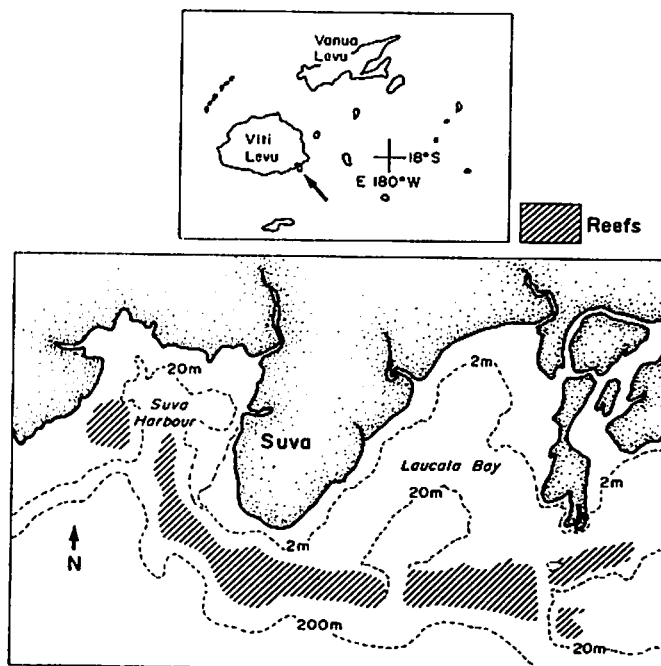 Vanua
Levu
Viti
Levu
18°S
E 180° W
Reefs
20m
2m
Suva
Harbour
Suva
Laucala Bay
20m
2m
2m
N
200m
20m